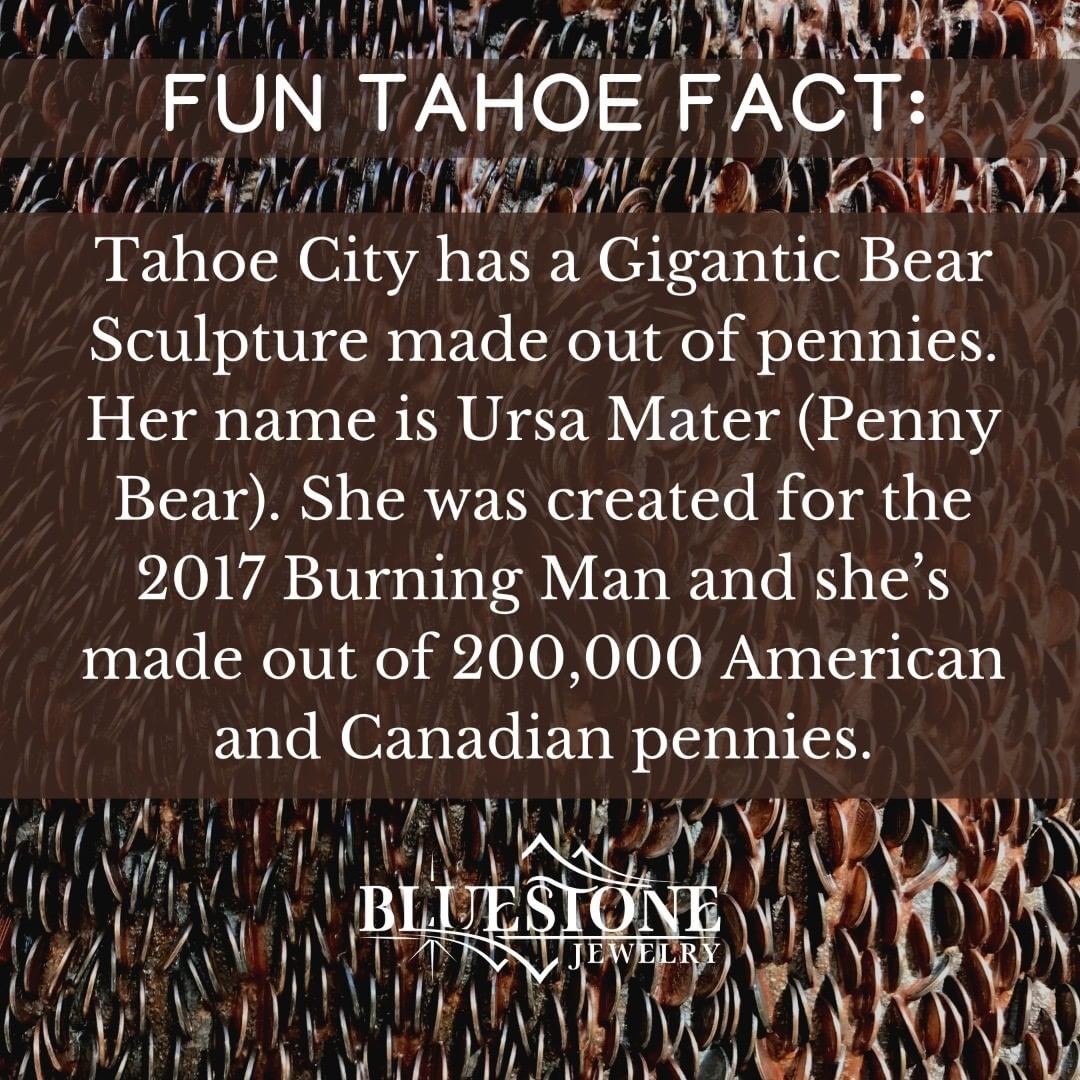 FUN TAHOE FACT:
Tahoe City has a Gigantic Bear
Sculpture made out of pennies.
Her name is Ursa Mater (Penny
Bear). She was created for the
2017 Burning Man and she’s
made out of 200,000 American
and Canadian pennies.
BLUESTONE
JEWELRY